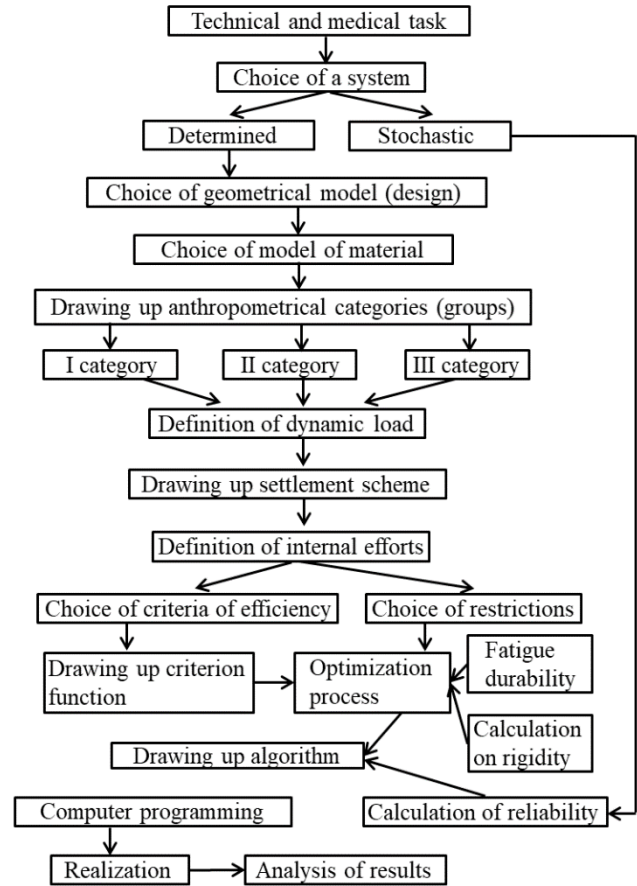 Technical and medical task
Choice of a system
Determined
Stochastic
Choice of geometrical model (design)
Choice of model of material
Drawing up anthropometrical categories (groups)
I category
II category
III category
Definition of dynamic load
Drawing up settlement scheme
Definition of internal efforts
Choice of criteria of efficiency
Choice of restrictions
Drawing up criterion
function
Optimization
process
Fatigue
durability
Calculation
on rigidity
Drawing up algorithm
Computer programming
Calculation of reliability
Realization
Analysis of results